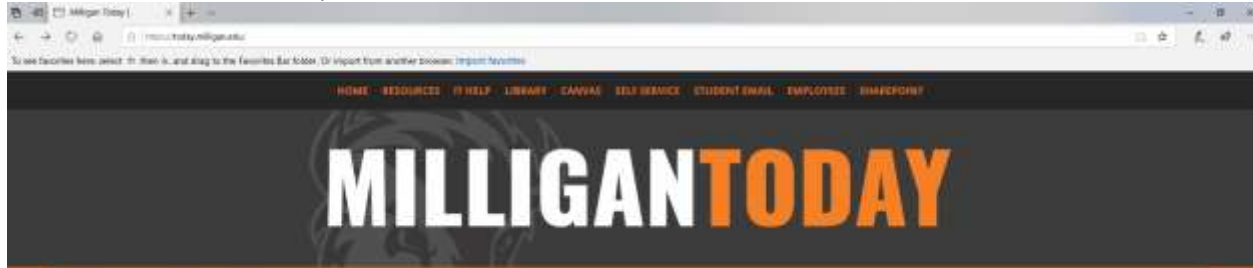 Milligan Today |
https://today.milligan.edu
To see favorites here, select then, and drag to the Favorites Bar folder. Or import from another browser. Import favorites
HOME RESOURCES IT HELP LIBRARY CANVAS SELF SERVICE STUDENT EMAIL EMPLOYEES SHAREPOINT
MILLIGANTODAY